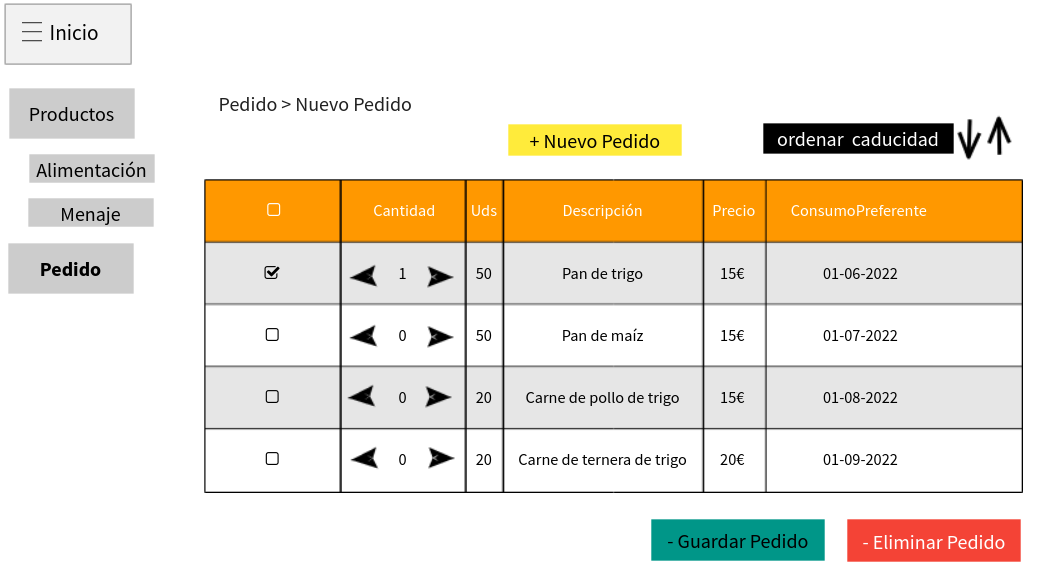 Inicio
Productos
Alimentación
Menaje
Pedido
Pedido > Nuevo Pedido
+ Nuevo Pedido
ordenar caducidad
Cantidad Uds Descripción Precio ConsumoPreferente
1 50 Pan de trigo 15€ 01-06-2022
0 50 Pan de maíz 15€ 01-07-2022
0 20 Carne de pollo de trigo 15€ 01-08-2022
0 20 Carne de ternera de trigo 20€ 01-09-2022
- Guardar Pedido
- Eliminar Pedido